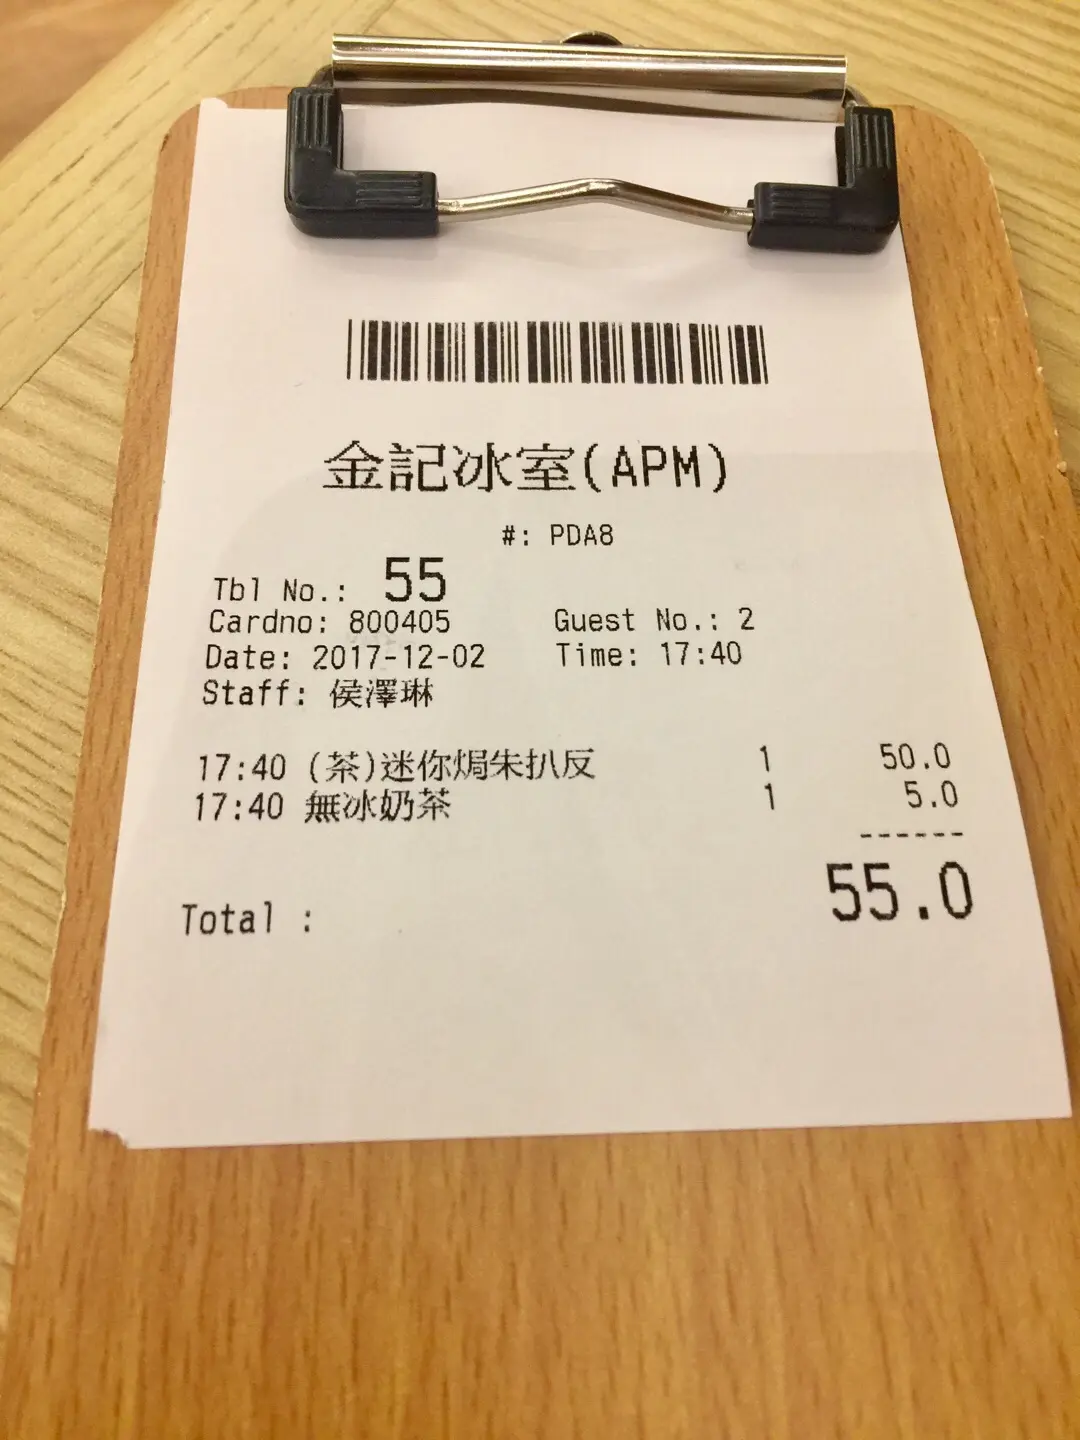 金記冰室(APM)
#: PDA8
Tbl No.: 55
Cardno: 800405 Guest No.: 2
Date: 2017-12-02 Time: 17:40
Staff: 侯澤琳
17:40 (茶)迷你焗朱扒反 1 50.0
17:40 無冰奶茶 1 5.0
------
Total : 55.0